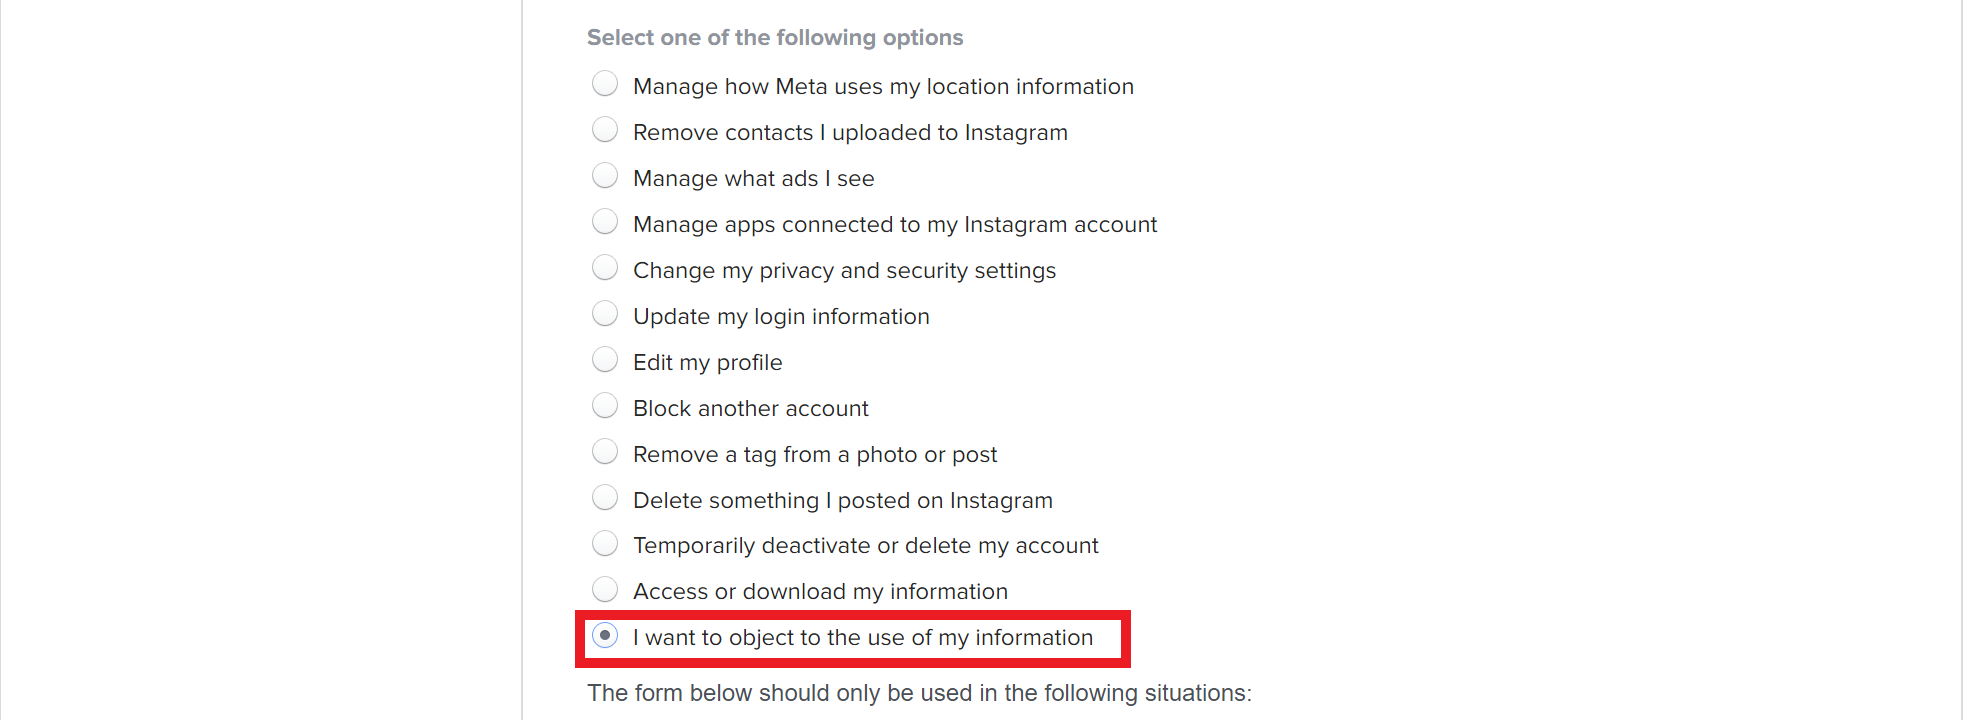 Select one of the following options
Manage how Meta uses my location information
Remove contacts I uploaded to Instagram
Manage what ads I see
Manage apps connected to my Instagram account
Change my privacy and security settings
Update my login information
Edit my profile
Block another account
Remove a tag from a photo or post
Delete something I posted on Instagram
Temporarily deactivate or delete my account
Access or download my information
I want to object to the use of my information
The form below should only be used in the following situations: